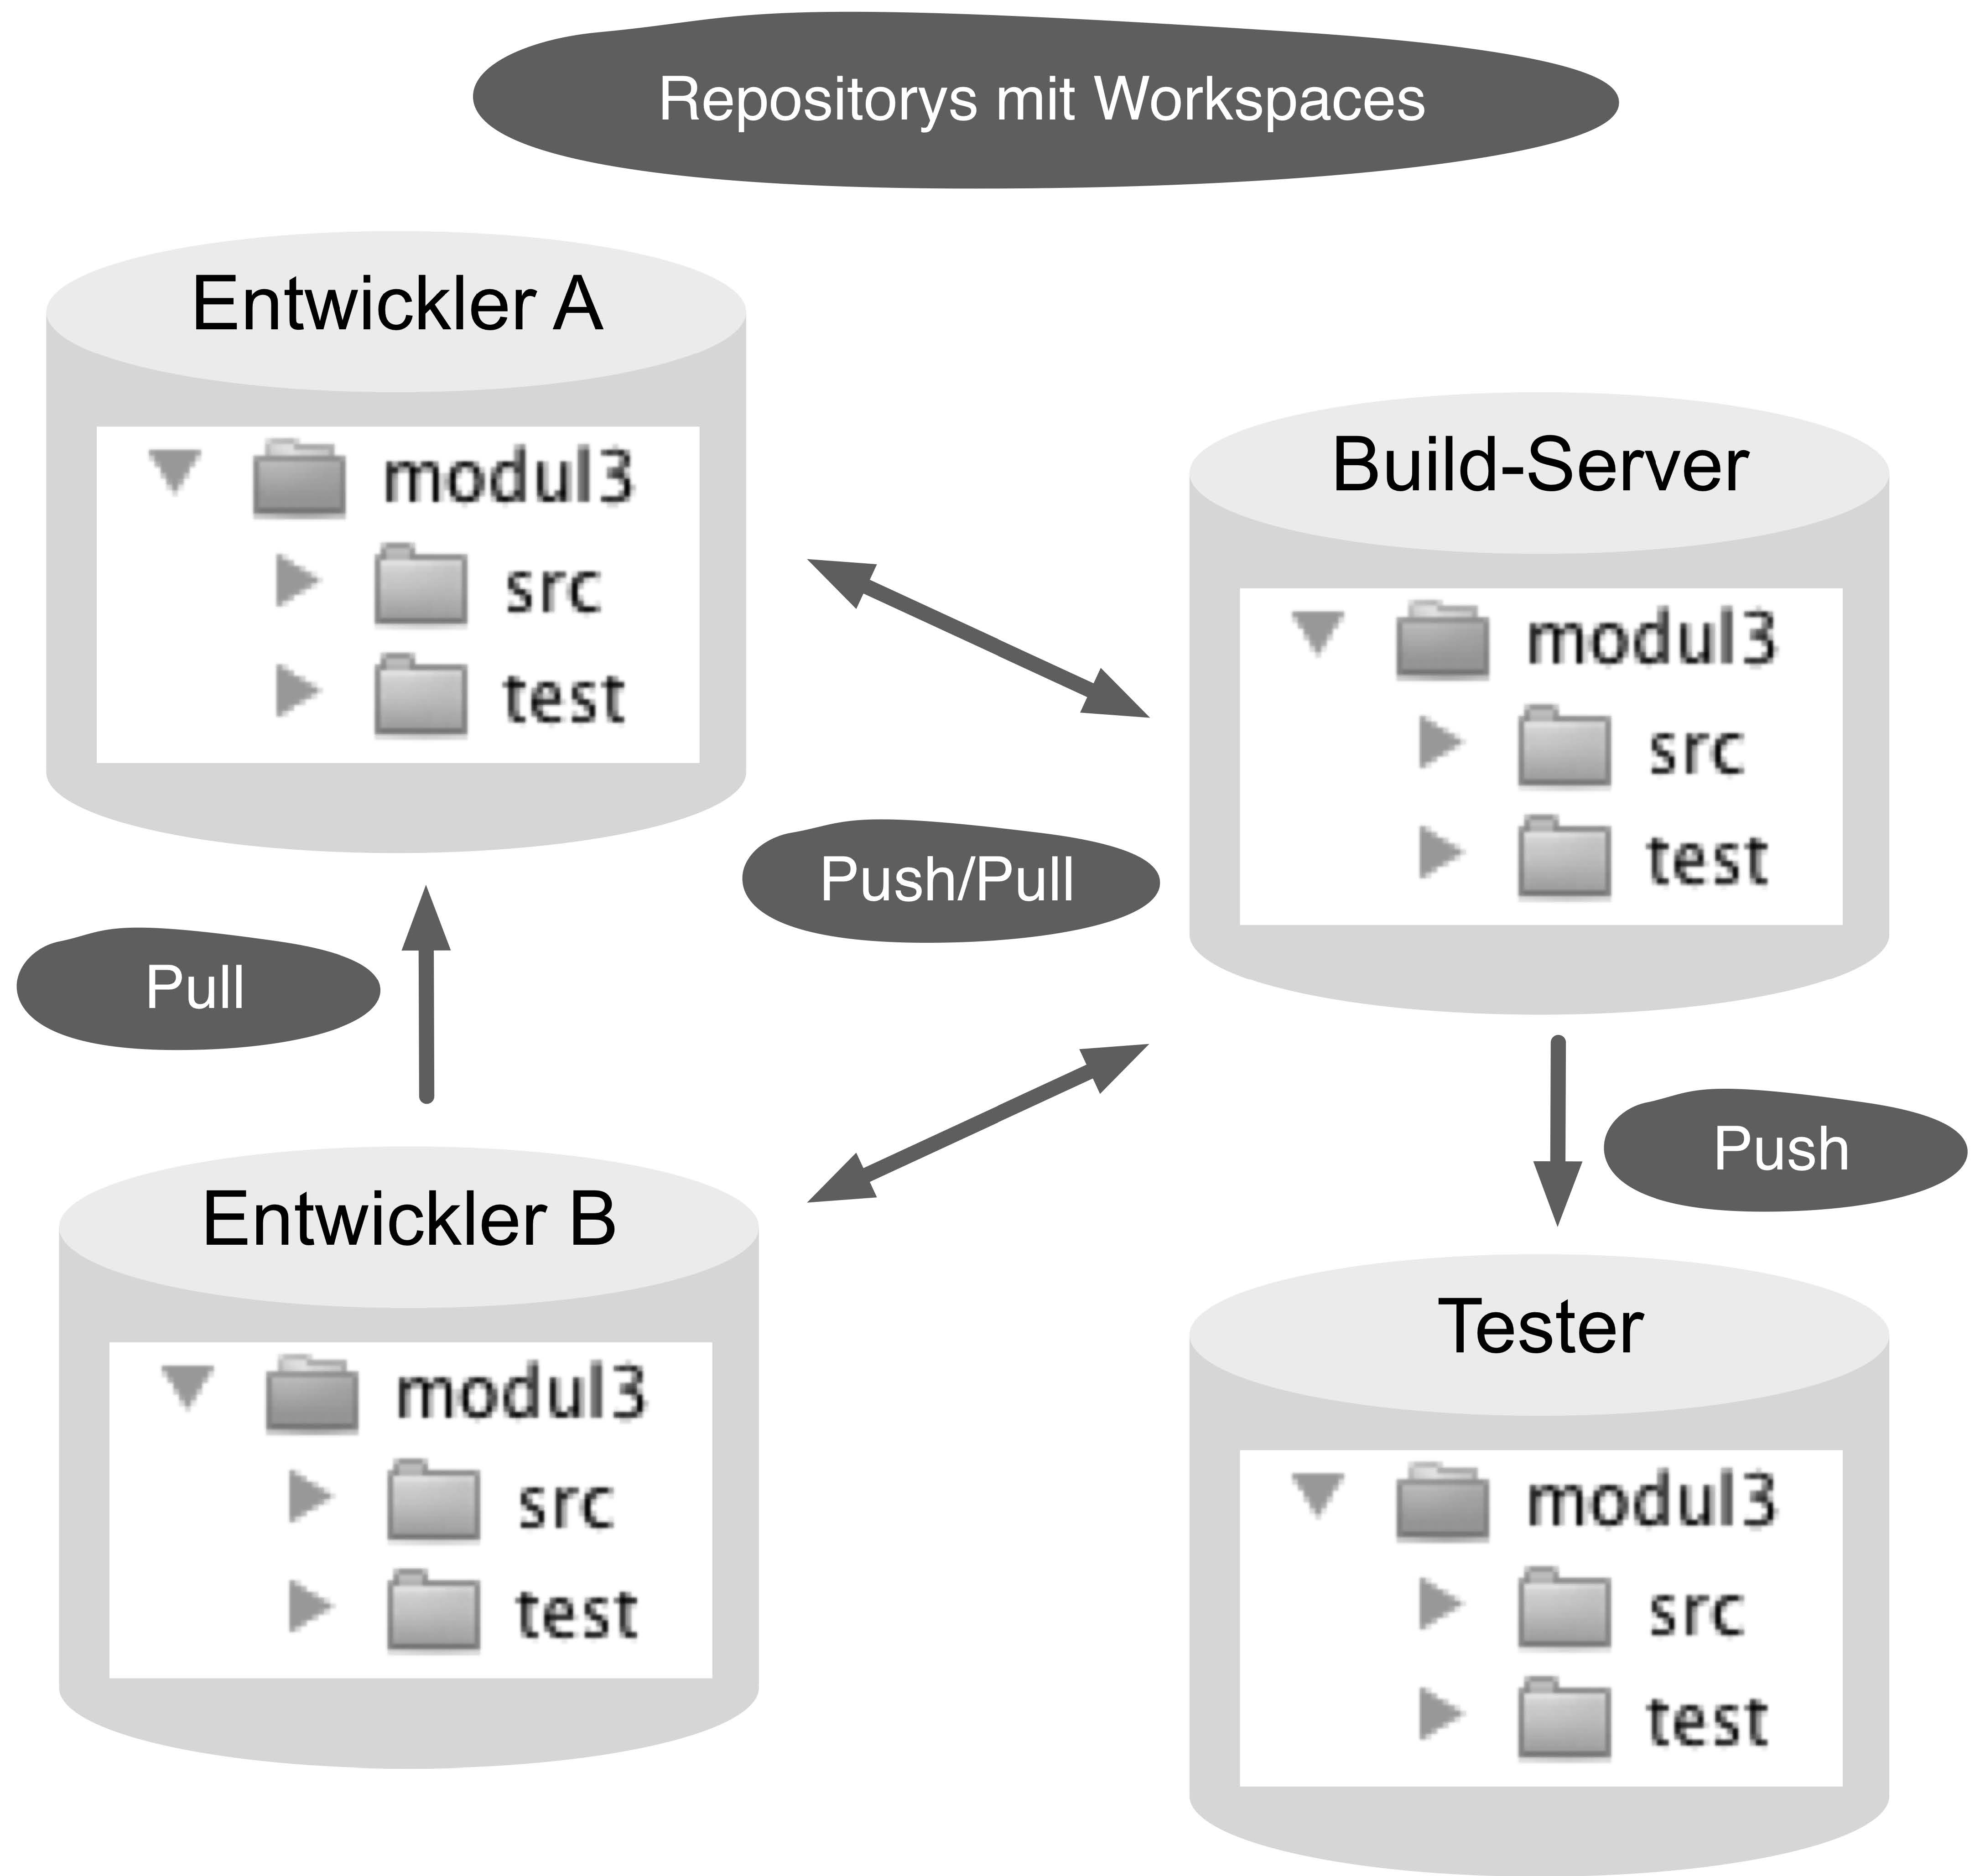 Repositorys mit Workspaces
Entwickler A
modul3
src
test
Build-Server
modul3
src
test
Push/Pull
Pull
Push
Entwickler B
modul3
src
test
Tester
modul3
src
test